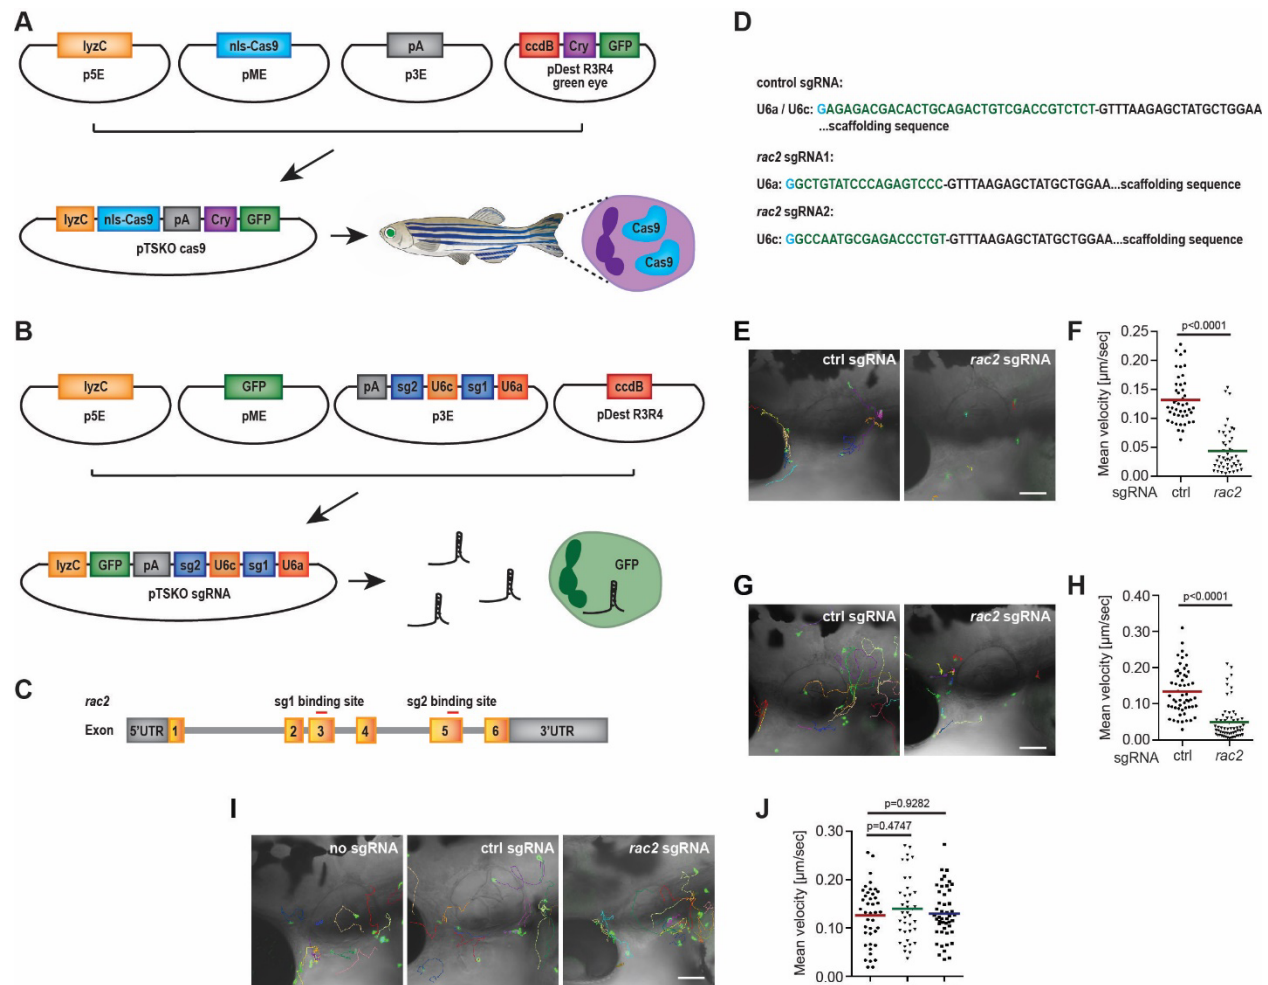 A
lyzC
nls-Cas9
pA
ccdB Cry GFP
p5E
pME
p3E
pDest R3R4
green eye
lyzC nls-Cas9 pA Cry GFP
pTSKO cas9
Cas9
Cas9
B
lyzC
GFP
pA sg2 U6c sg1 U6a
ccdB
p5E
pME
p3E
pDest R3R4
lyzC GFP pA sg2 U6c sg1 U6a
pTSKO sgRNA
GFP
C
rac2
sg1 binding site
sg2 binding site
Exon
5'UTR 1 2 3 4 5 6 3'UTR
D
control sgRNA:
U6a / U6c: GAGAGACGACACTGCAGACTGTCGACCGTCTCT-GTTTAAGAGCTATGCTGGAA
...scaffolding sequence
rac2 sgRNA1:
U6a: GGCTGTATCCCAGAGTCCC-GTTTAAGAGCTATGCTGGAA...scaffolding sequence
rac2 sgRNA2:
U6c: GGCCAATGCGAGACCCTGT-GTTTAAGAGCTATGCTGGAA...scaffolding sequence
E
ctrl sgRNA
rac2 sgRNA
F
p<0.0001
Mean velocity [µm/sec]
0.25
0.20
0.15
0.10
0.05
0.00
sgRNA ctrl rac2
G
ctrl sgRNA
rac2 sgRNA
H
p<0.0001
Mean velocity [µm/sec]
0.40
0.30
0.20
0.10
0.00
sgRNA ctrl rac2
I
no sgRNA
ctrl sgRNA
rac2 sgRNA
J
p=0.9282
p=0.4747
Mean velocity [µm/sec]
0.30
0.20
0.10
0.00